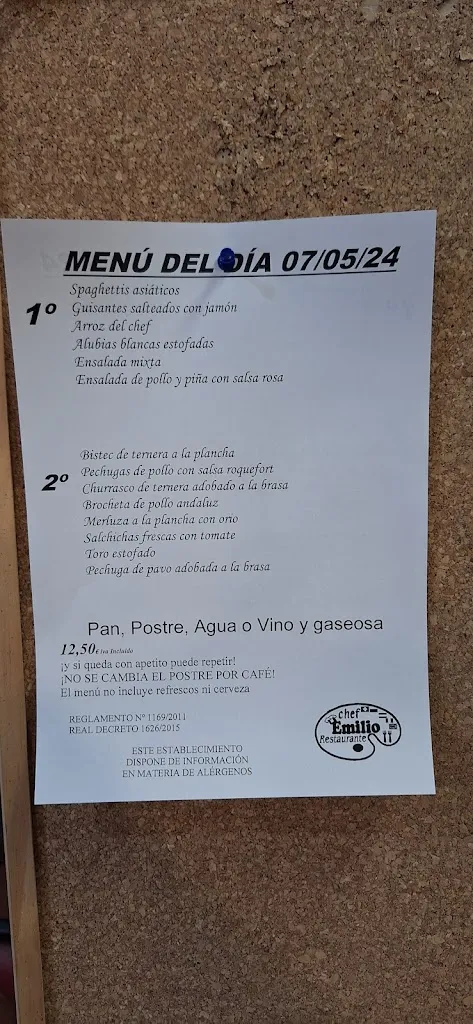 MENÚ DEL DÍA 07/05/24
1º
Spaghettis asiáticos
Guisantes salteados con jamón
Arroz del chef
Alubias blancas estofadas
Ensalada mixta
Ensalada de pollo y piña con salsa rosa
2º
Bistec de ternera a la plancha
Pechugas de pollo con salsa roquefort
Churrasco de ternera adobado a la brasa
Brocheta de pollo andaluz
Merluza a la plancha con orio
Salchichas frescas con tomate
Toro estofado
Pechuga de pavo adobada a la brasa
Pan, Postre, Agua o Vino y gaseosa
12,50€ Iva Incluido
¡y si queda con apetito puede repetir!
¡NO SE CAMBIA EL POSTRE POR CAFÉ!
El menú no incluye refrescos ni cerveza
REGLAMENTO Nº 1169/2011
REAL DECRETO 1626/2015
ESTE ESTABLECIMIENTO
DISPONE DE INFORMACIÓN
EN MATERIA DE ALÉRGENOS
chef
Emilio
Restaurante